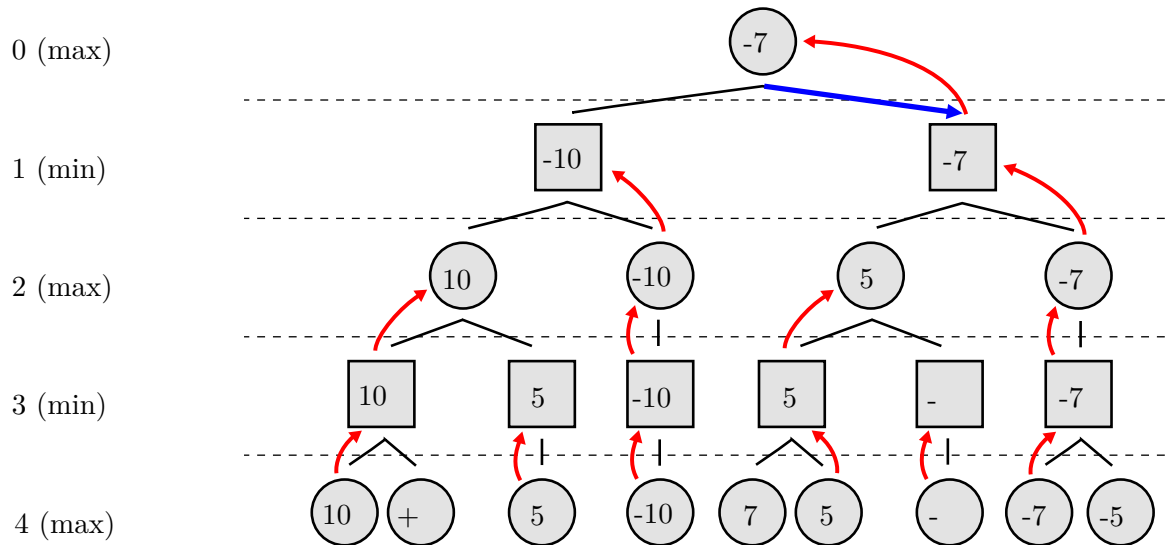 0 (max) -7
1 (min) -10 -7
2 (max) 10 -10 5 -7
3 (min) 10 5 -10 5 - -7
4 (max) 10 + 5 -10 7 5 - -7 -5